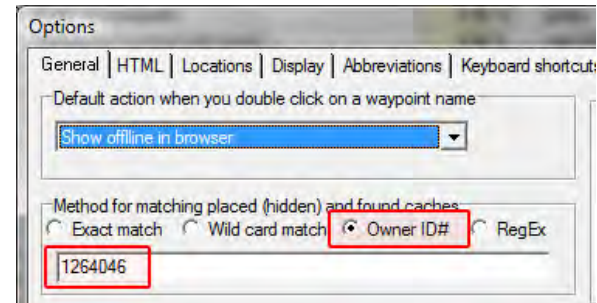 Options
General HTML Locations Display Abbreviations Keyboard shortcuts
Default action when you double click on a waypoint name
Show offline in browser
Method for matching placed (hidden) and found caches
Exact match Wild card match Owner ID# RegEx
1264046